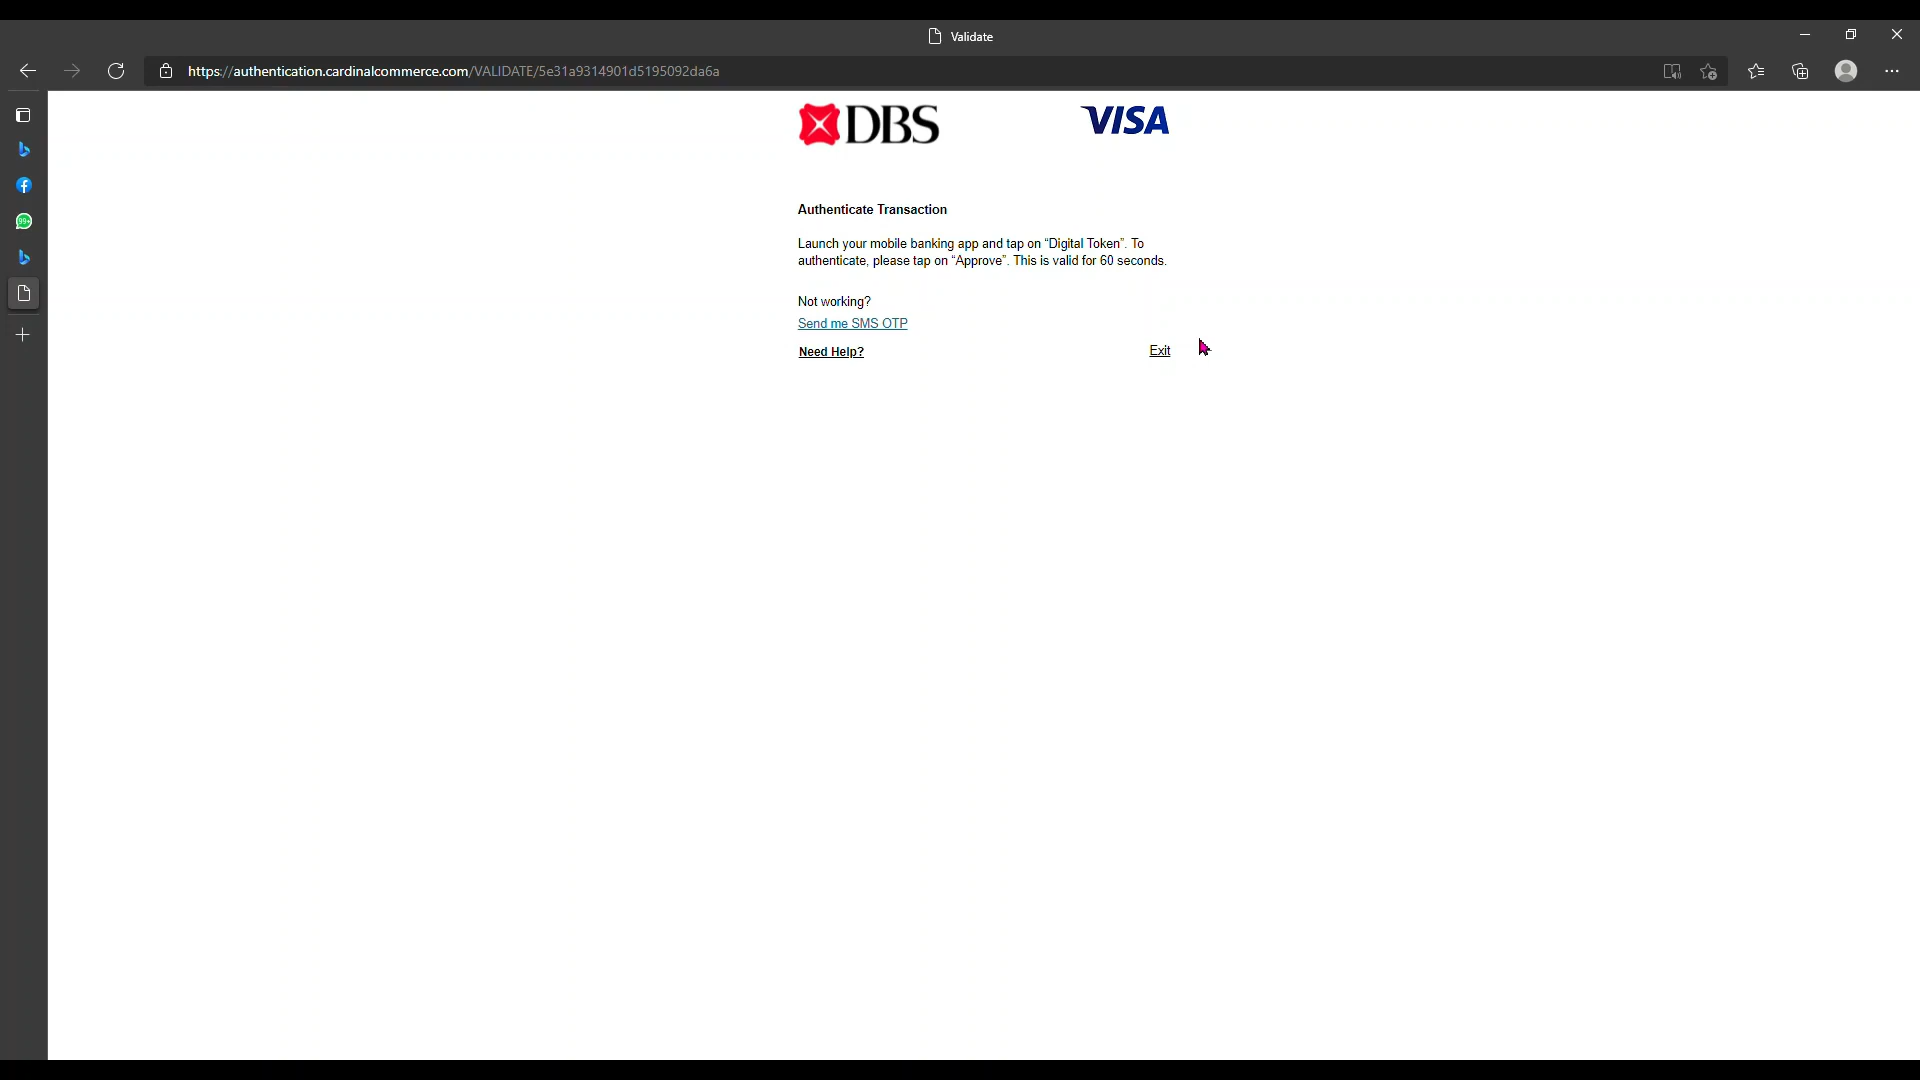 Validate
https://authentication.cardinalcommerce.com/VALIDATE/5e31a9314901d5195092da6a
DBS VISA
99+
Authenticate Transaction
Launch your mobile banking app and tap on “Digital Token”. To
authenticate, please tap on “Approve”. This is valid for 60 seconds.
Not working?
Send me SMS OTP
Need Help? Exit